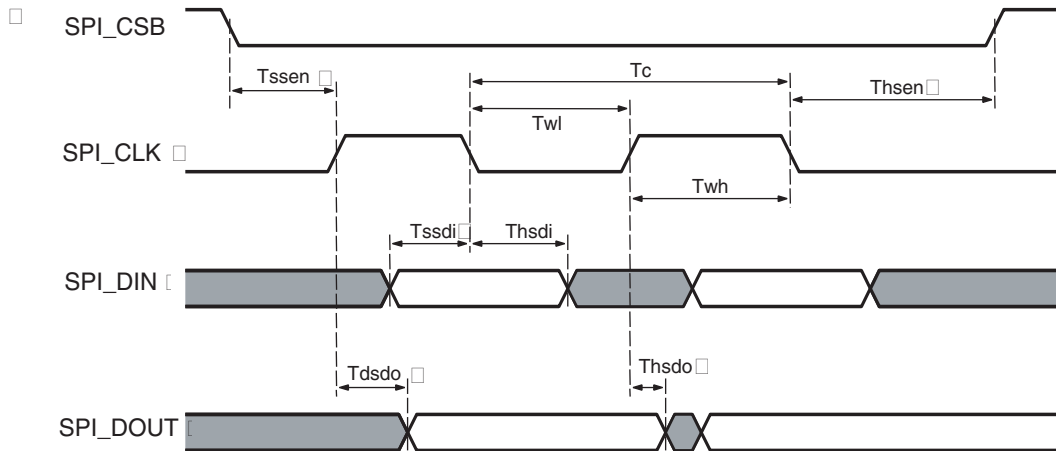 SPI_CSB
Tssen
Tc
Thsen
Twl
SPI_CLK
Twh
Tssdi
Thsdi
SPI_DIN
Tdsdo
Thsdo
SPI_DOUT